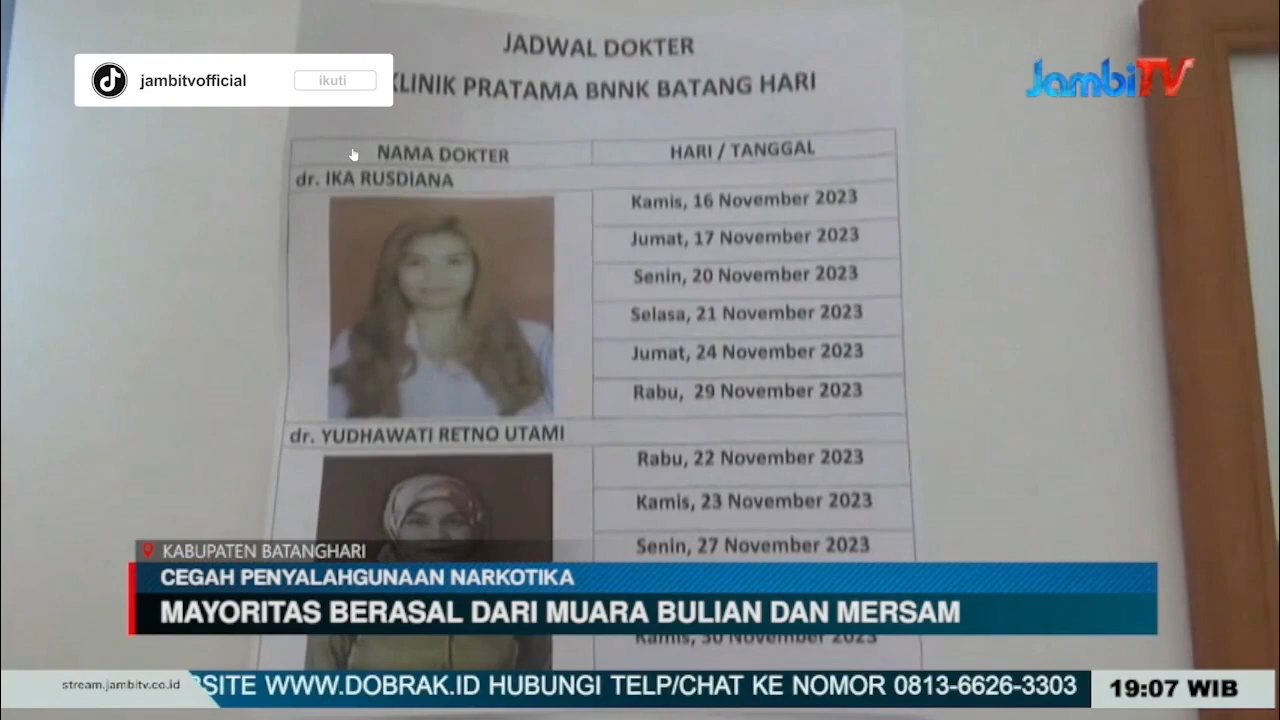 JADWAL DOKTER
KLINIK PRATAMA BNNK BATANG HARI
jambitvofficial
ikuti
JambiTV
NAMA DOKTER
HARI / TANGGAL
dr. IKA RUSDIANA
Kamis, 16 November 2023
Jumat, 17 November 2023
Senin, 20 November 2023
Selasa, 21 November 2023
Jumat, 24 November 2023
Rabu, 29 November 2023
dr. YUDHAWATI RETNO UTAMI
Rabu, 22 November 2023
Kamis, 23 November 2023
Senin, 27 November 2023
Kamis, 30 November 2023
KABUPATEN BATANGHARI
CEGAH PENYALAHGUNAAN NARKOTIKA
MAYORITAS BERASAL DARI MUARA BULIAN DAN MERSAM
stream.jambitv.co.id
SITE WWW.DOBRAK.ID HUBUNGI TELP/CHAT KE NOMOR 0813-6626-3303
19:07 WIB